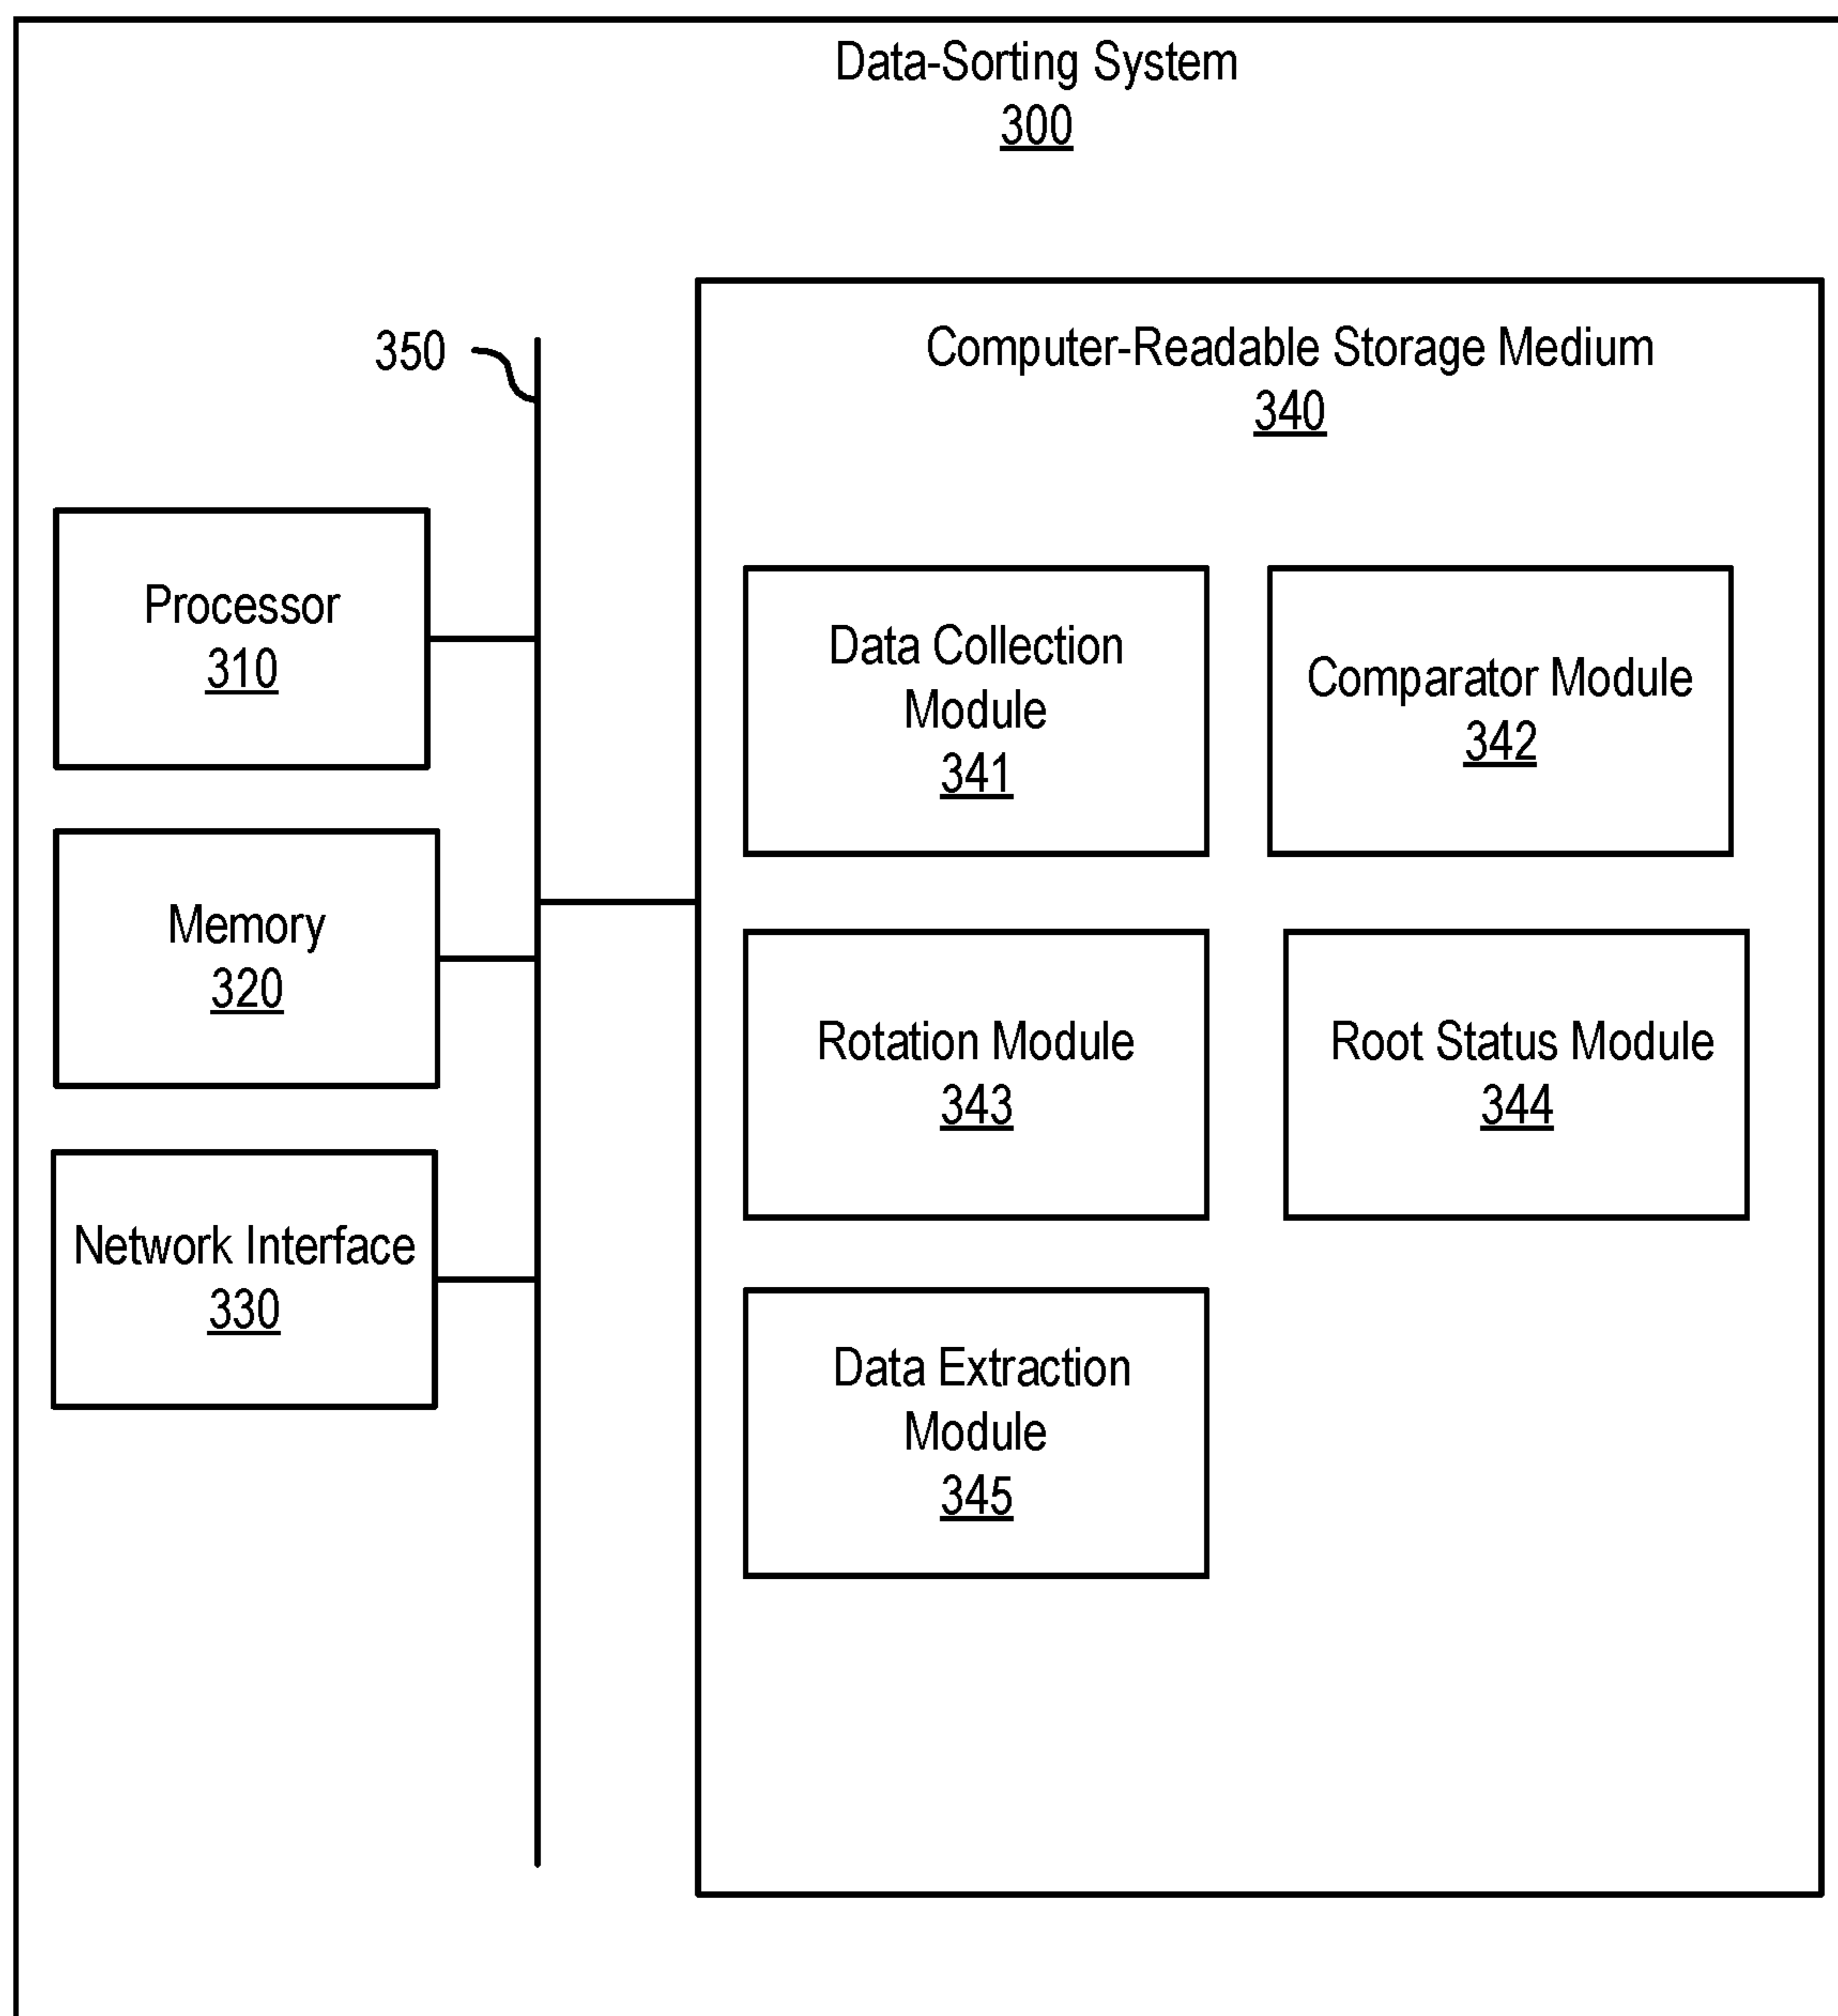 Data-Sorting System
300
350
Computer-Readable Storage Medium
340
Processor
310
Memory
320
Network Interface
330
Data Collection
Module
341
Comparator Module
342
Rotation Module
343
Root Status Module
344
Data Extraction
Module
345